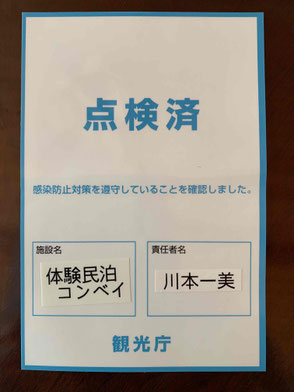 点検済
感染防止対策を遵守していることを確認しました。
施設名
体験民泊
コンベイ
責任者名
川本一美
観光庁